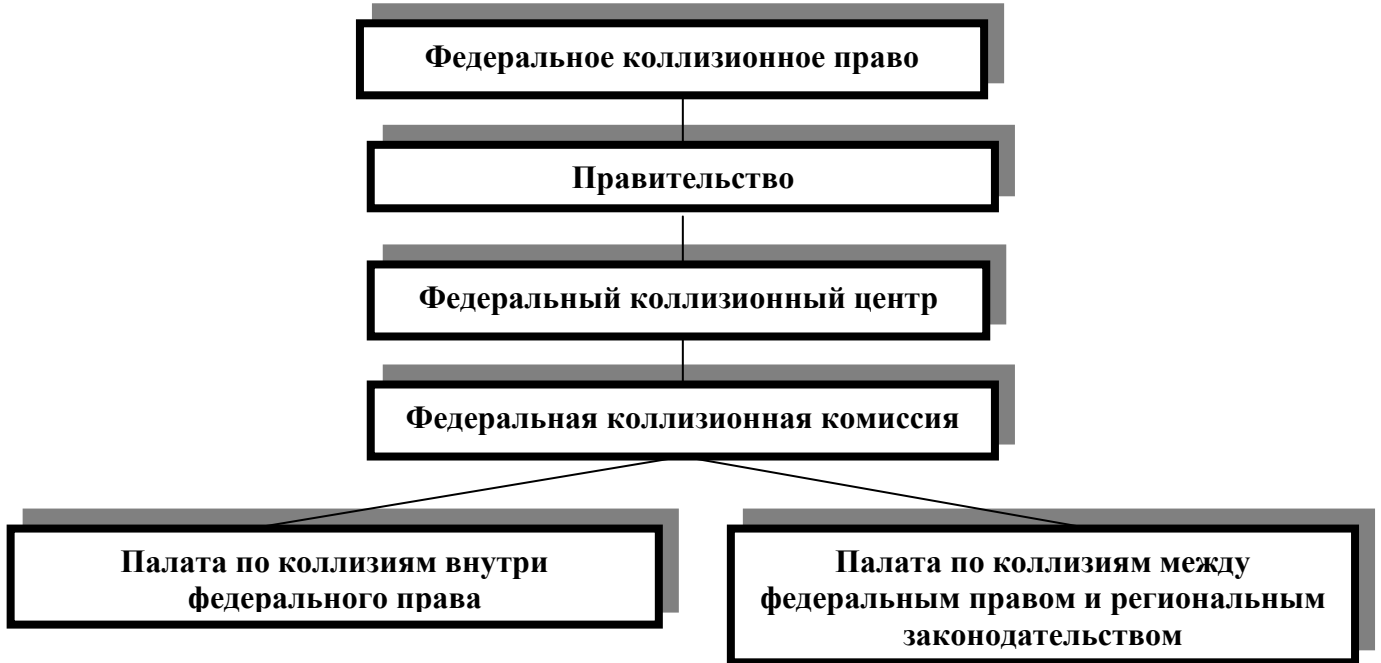 Федеральное коллизионное право
Правительство
Федеральный коллизионный центр
Федеральная коллизионная комиссия
Палата по коллизиям внутри
федерального права
Палата по коллизиям между
федеральным правом и региональным
законодательством